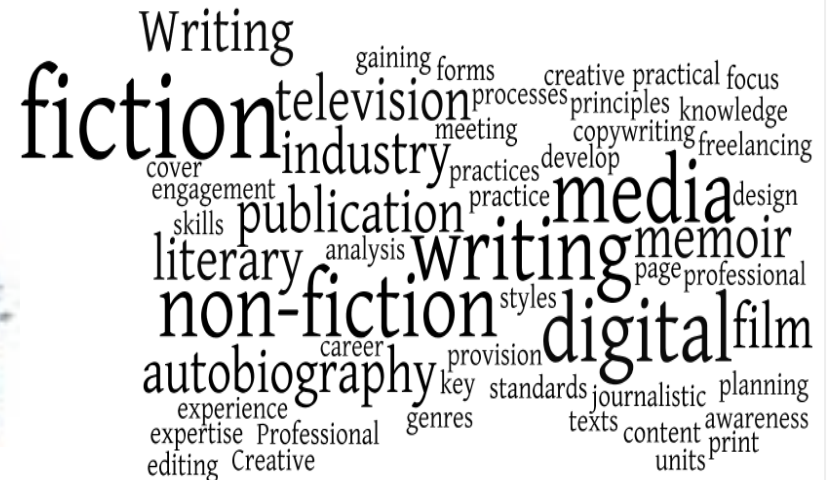 Writing
gaining forms creative practical focus
fiction television processes principles knowledge
meeting copywriting freelancing
industry practices develop
cover
engagement practice media design
skills publication
literary analysis writing memoir
page professional
non-fiction styles digital film
career provision
autobiography key standards journalistic planning
experience genres texts content awareness
expertise Professional print
editing Creative units